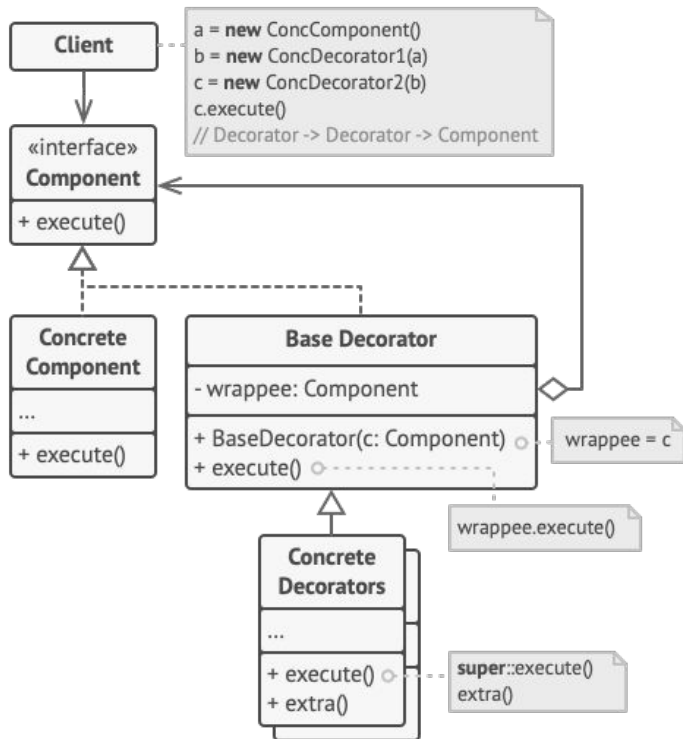 Client
a = new ConcComponent()
b = new ConcDecorator1(a)
c = new ConcDecorator2(b)
c.execute()
// Decorator -> Decorator -> Component
«interface»
Component
+ execute()
Concrete
Component
...
+ execute()
Base Decorator
- wrappee: Component
+ BaseDecorator(c: Component)
+ execute()
wrappee = c
wrappee.execute()
Concrete
Decorators
...
+ execute()
+ extra()
super::execute()
extra()